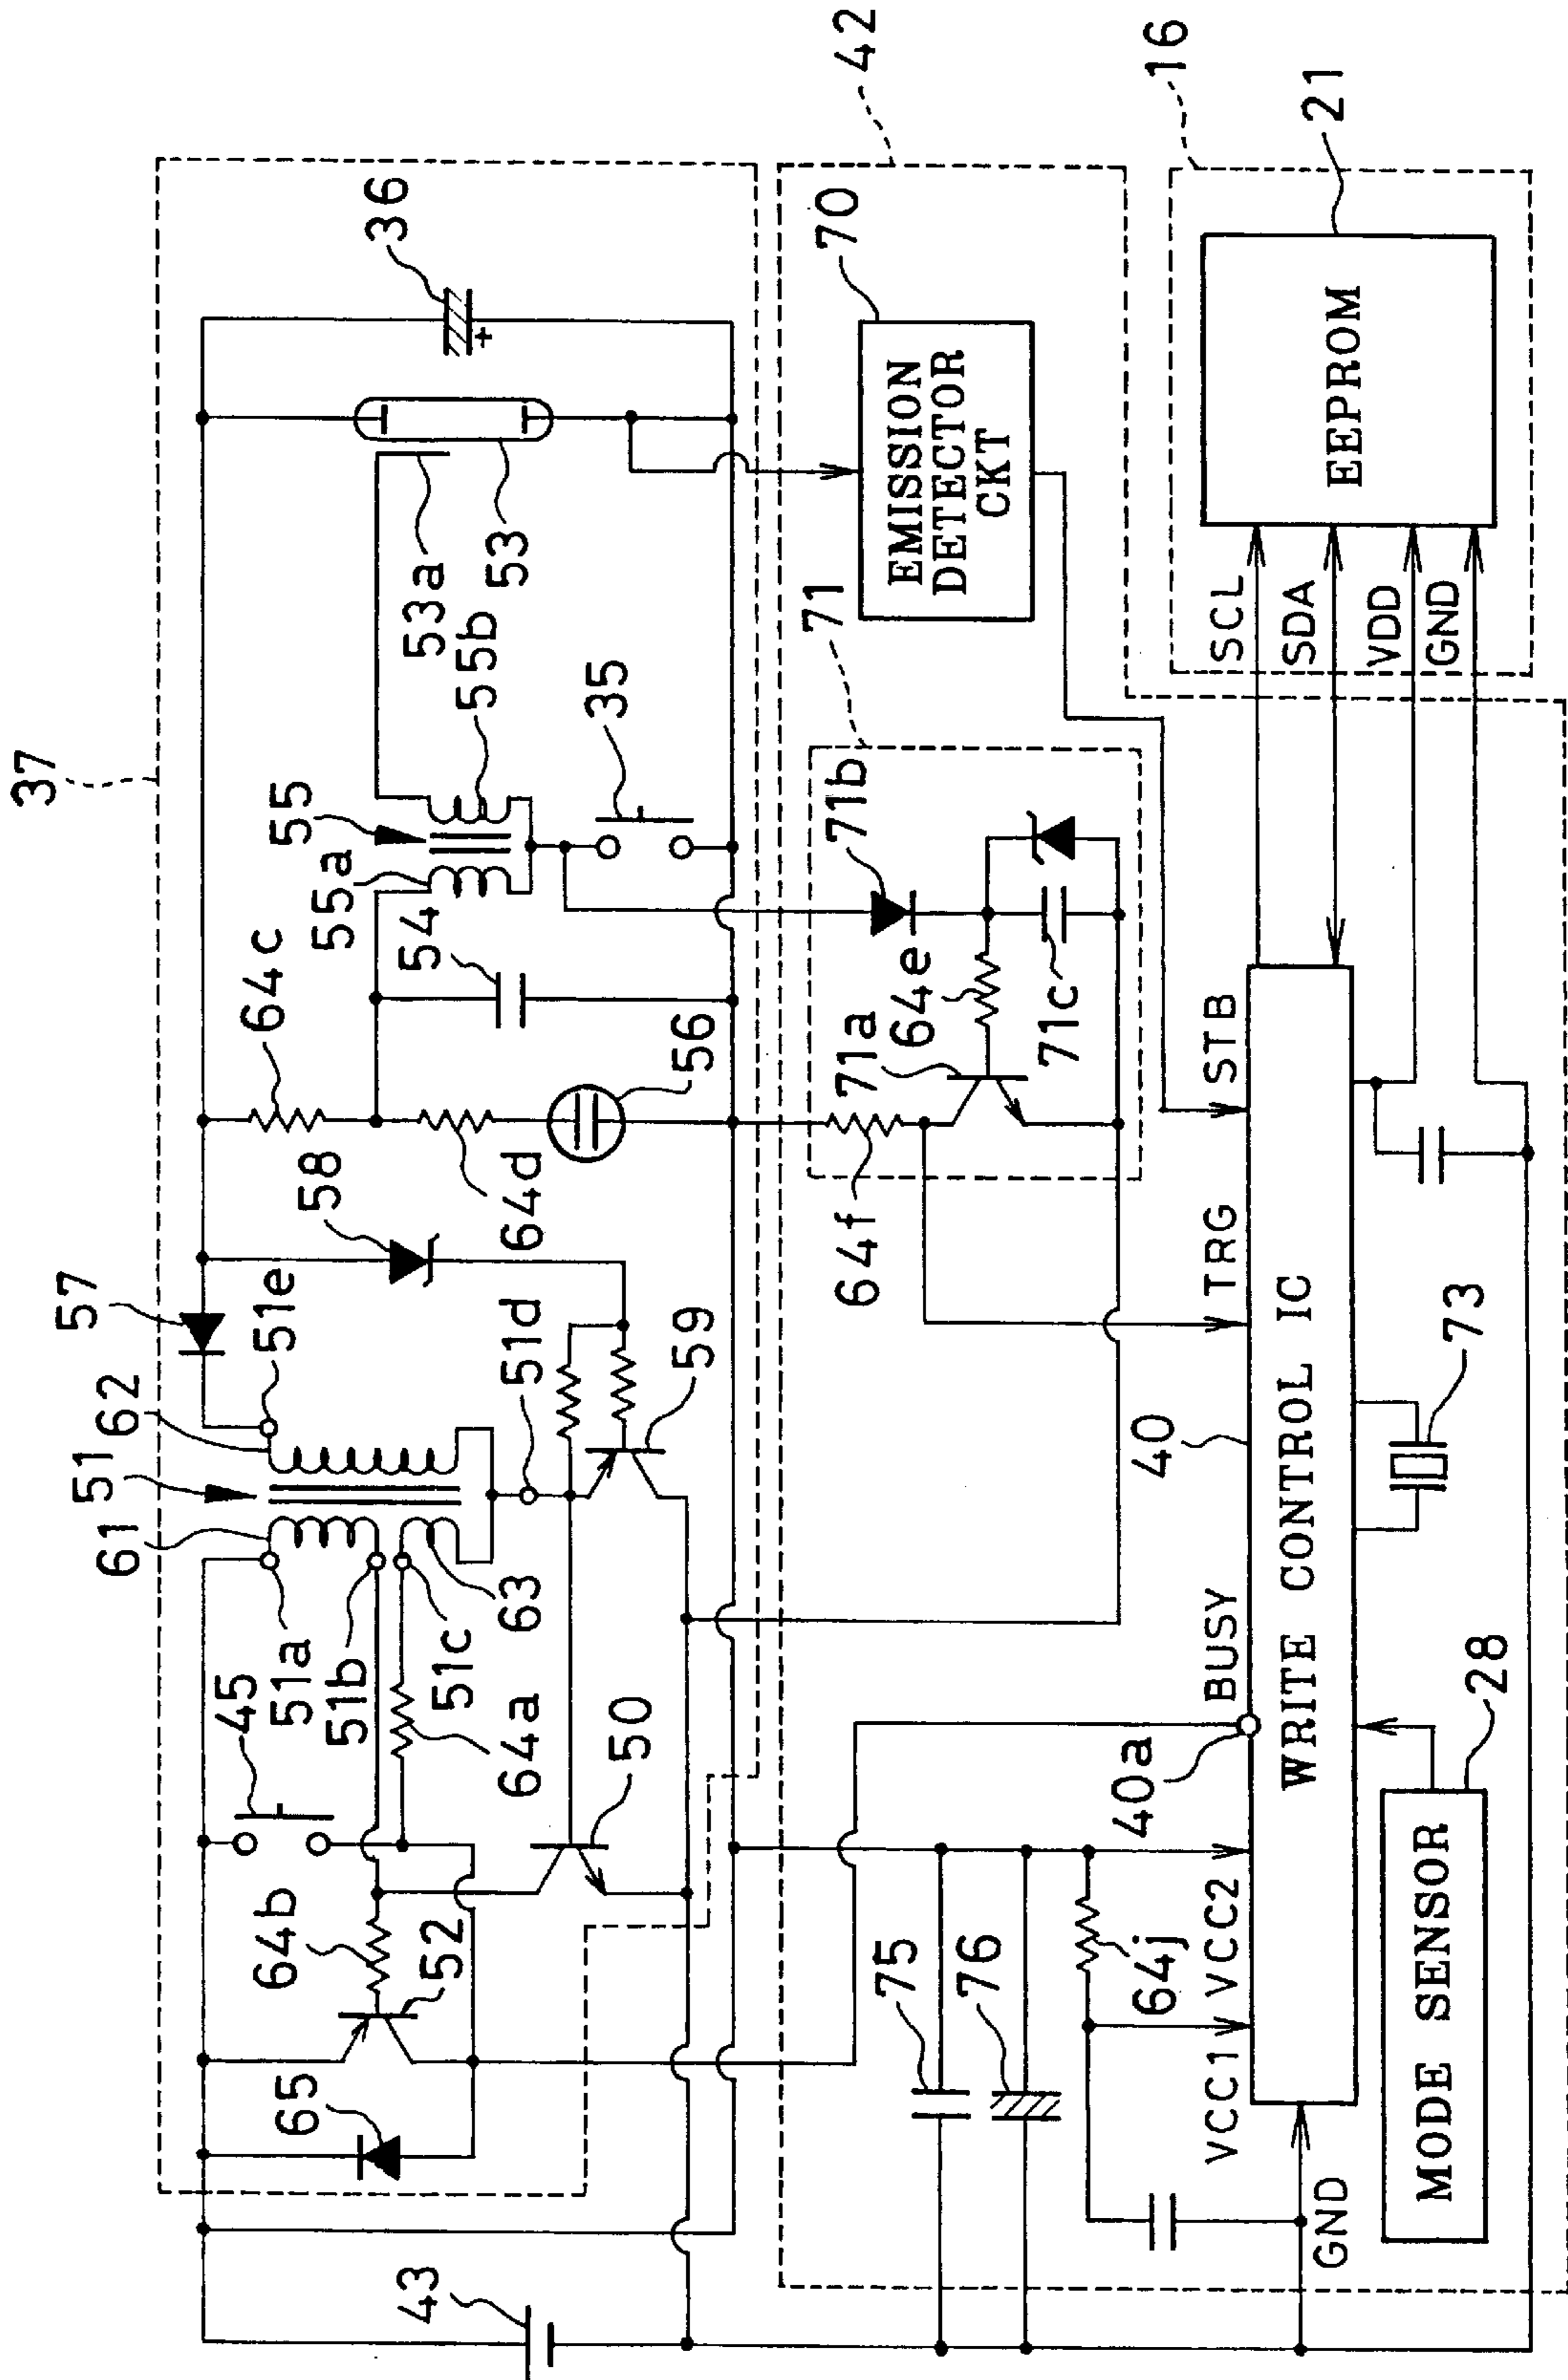 37
57
51
62
61
51e
51a
45
51b
64b
51c
63
52
65
64a
50
51d
59
58
64c
64d
56
54
55a
55
55b
35
53a
53
36
43
42
70
EMISSION
DETECTOR
CKT
71
71b
64e
71a
71c
64f
16
21
EEPROM
SCL
SDA
VDD
GND
75
76
64j
40a
40
VCC1
VCC2
BUSY
TRG
STB
GND
WRITE CONTROL IC
MODE SENSOR
28
73
+